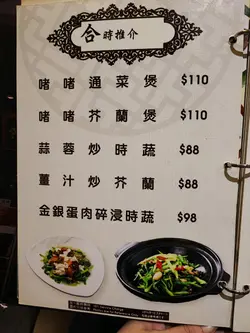 合時推介
啫啫通菜煲 $110
啫啫芥蘭煲 $110
蒜蓉炒時蔬 $88
薑汁炒芥蘭 $88
金銀蛋肉碎浸時蔬 $98